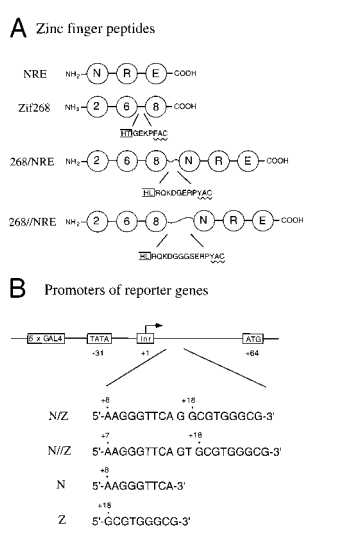 A Zinc finger peptides
NRE NH₂- N R E -COOH
Zif268 NH₂- 2 6 8 -COOH
HTGEKPFAC
268/NRE NH₂- 2 6 8 N R E -COOH
HLRQKDGERPYAC
268//NRE NH₂- 2 6 8 N R E COOH
HLRQKDGGGSERPYAC
B Promoters of reporter genes
5 x GAL4 TATA Inr ATG
-31 +1 +64
+8 +18
N/Z 5'-AAGGGTTCA G GCGTGGGCG-3'
+7 +18
N//Z 5'-AAGGGTTCA GT GCGTGGGCG-3'
+8
N 5'-AAGGGTTCA-3'
+18
Z 5'-GCGTGGGCG-3'